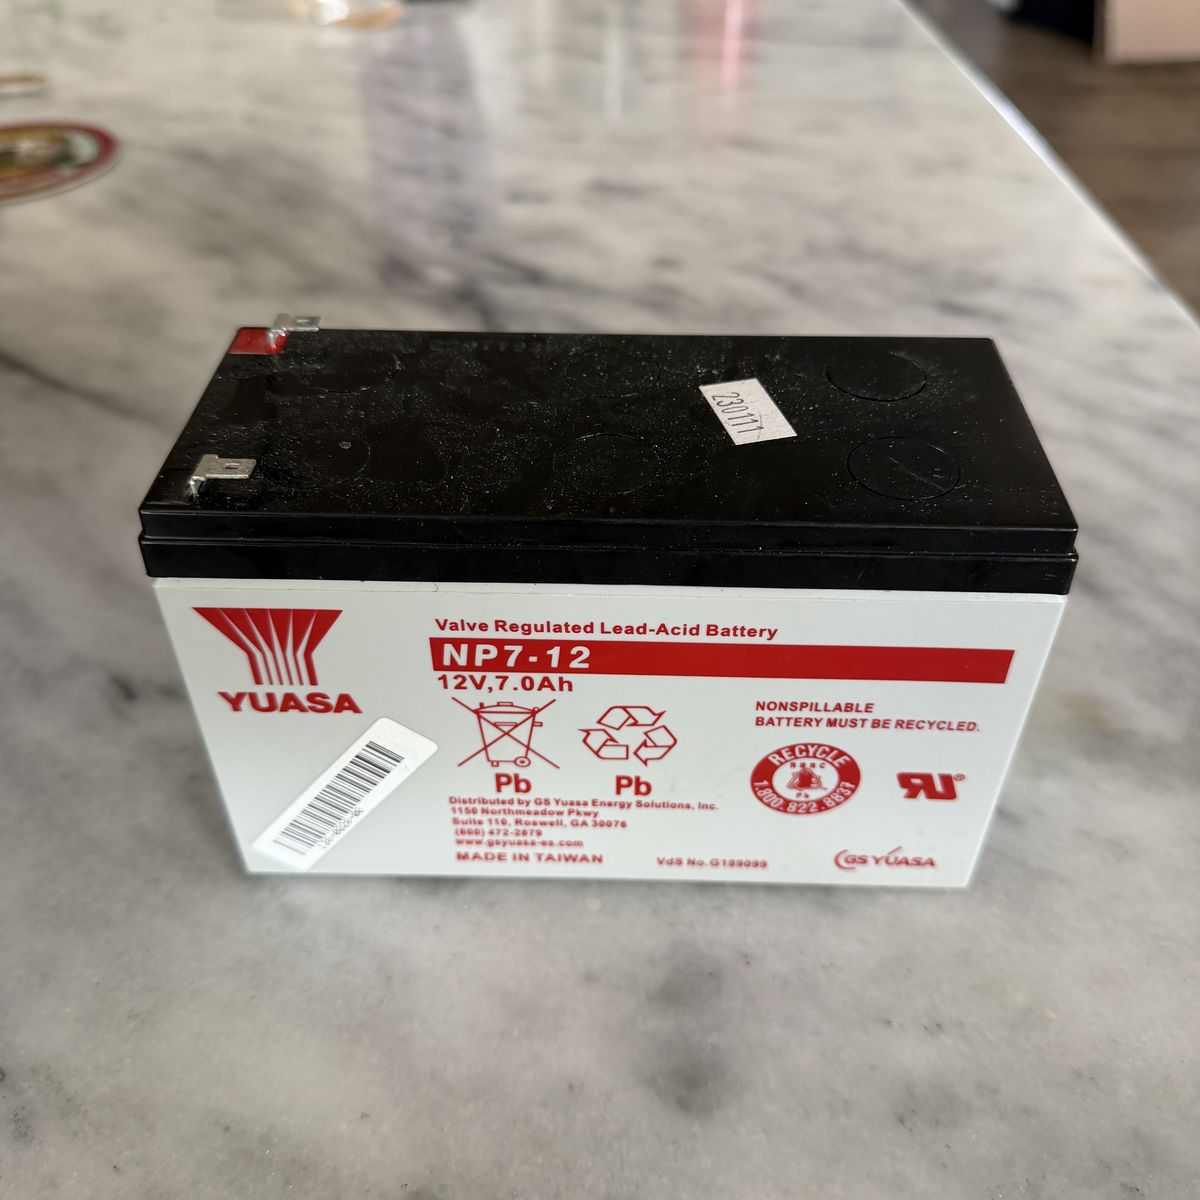 230111
Valve Regulated Lead-Acid Battery
NP7-12
12V,7.0Ah
YUASA
NONSPILLABLE
BATTERY MUST BE RECYCLED.
Pb
Pb
RECYCLE
RBRC
Pb
1.800.822.8837
Distributed by GS Yuasa Energy Solutions, Inc.
1150 Northmeadow Pkwy
Suite 110, Roswell, GA 30076
(800) 472-2879
www.gsyuasa-es.com
MADE IN TAIWAN
VdS No.G189099
GS YUASA